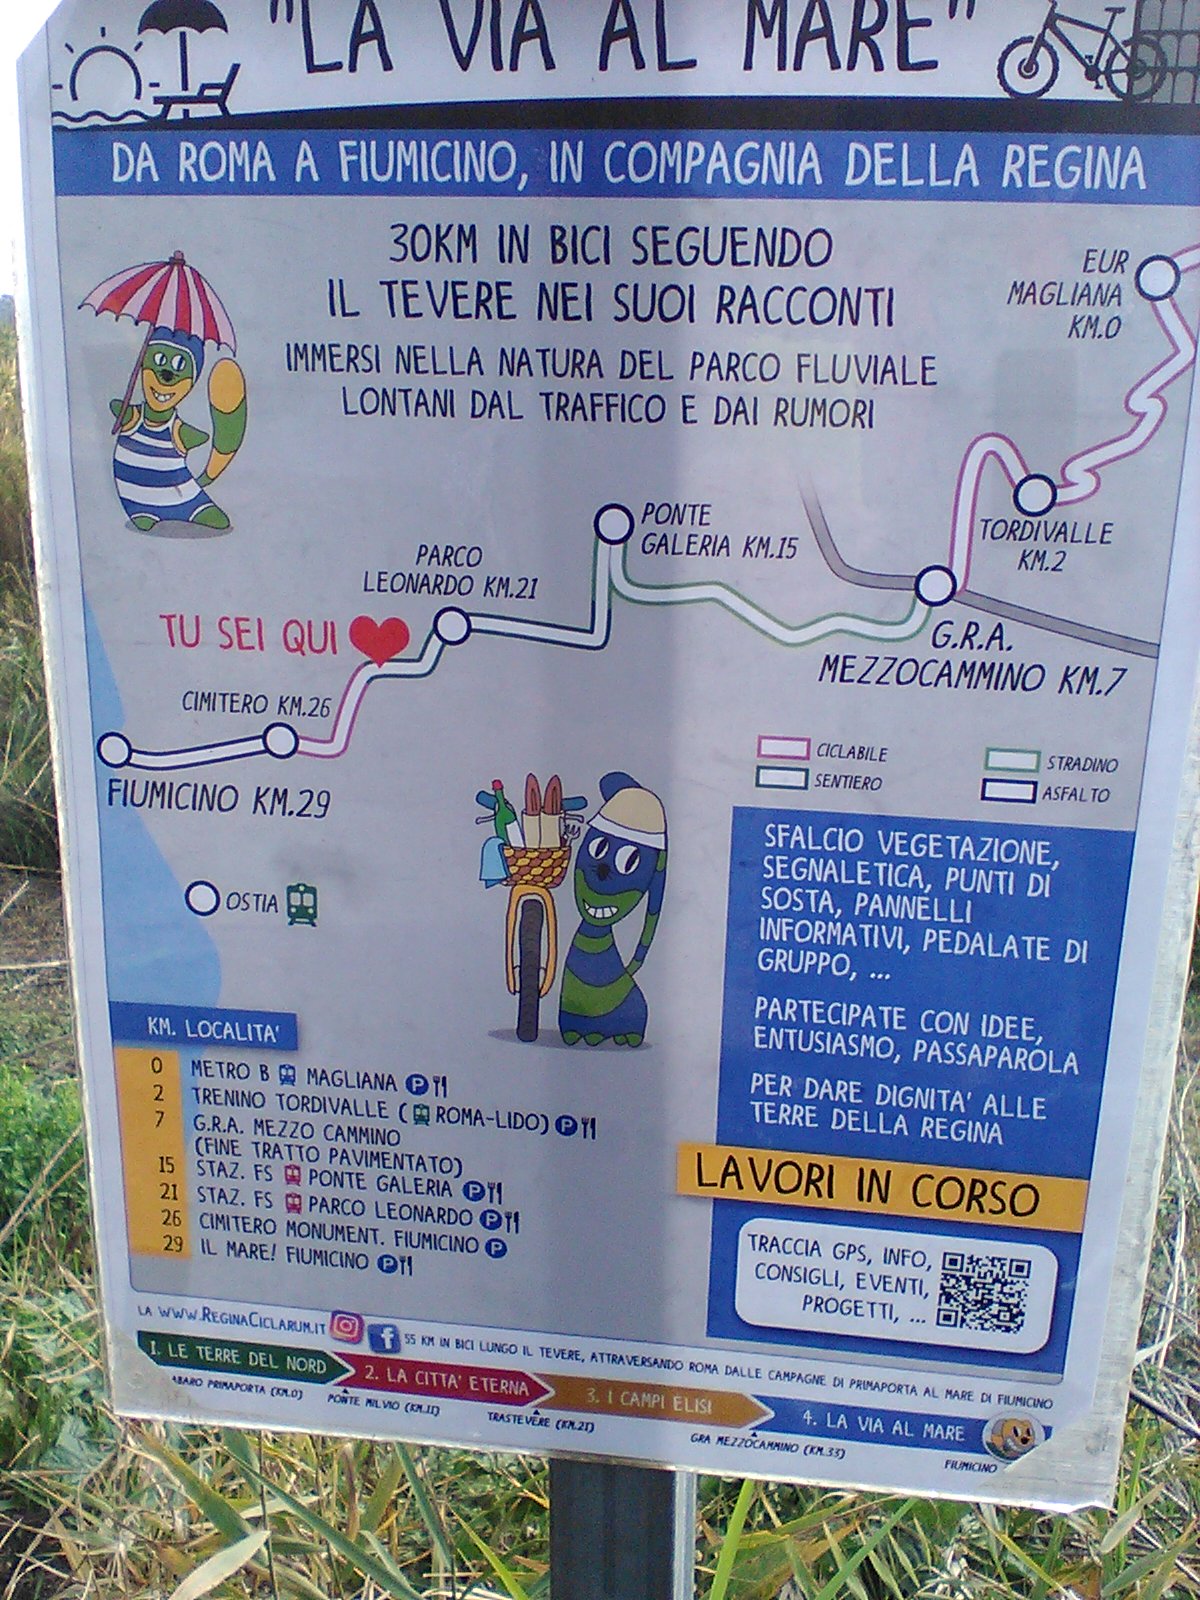 "LA VIA AL MARE"
DA ROMA A FIUMICINO, IN COMPAGNIA DELLA REGINA
30KM IN BICI SEGUENDO
IL TEVERE NEI SUOI RACCONTI
IMMERSI NELLA NATURA DEL PARCO FLUVIALE
LONTANI DAL TRAFFICO E DAI RUMORI
EUR
MAGLIANA
KM.0
TORDIVALLE
KM.2
PONTE
GALERIA KM.15
PARCO
LEONARDO KM.21
G.R.A.
MEZZOCAMMINO KM.7
TU SEI QUI
CIMITERO KM.26
FIUMICINO KM.29
OSTIA
CICLABILE
SENTIERO
STRADINO
ASFALTO
SFALCIO VEGETAZIONE,
SEGNALETICA, PUNTI DI
SOSTA, PANNELLI
INFORMATIVI, PEDALATE DI
GRUPPO, ...
PARTECIPATE CON IDEE,
ENTUSIASMO, PASSAPAROLA
PER DARE DIGNITA' ALLE
TERRE DELLA REGINA
LAVORI IN CORSO
TRACCIA GPS, INFO,
CONSIGLI, EVENTI,
PROGETTI, ...
KM. LOCALITA'
0 METRO B MAGLIANA P
2 TRENINO TORDIVALLE (ROMA-LIDO) P
7 G.R.A. MEZZO CAMMINO
(FINE TRATTO PAVIMENTATO)
15 STAZ. FS PONTE GALERIA P
21 STAZ. FS PARCO LEONARDO P
26 CIMITERO MONUMENT. FIUMICINO P
29 IL MARE! FIUMICINO P
LA WWW.REGINACICLARUM.IT f 55 KM IN BICI LUNGO IL TEVERE, ATTRAVERSANDO ROMA DALLE CAMPAGNE DI PRIMAPORTA AL MARE DI FIUMICINO
1. LE TERRE DEL NORD 2. LA CITTA' ETERNA 3. I CAMPI ELISI 4. LA VIA AL MARE
PRIMAPORTA (KM.0) PONTE MILVIO (KM.11) TRASTEVERE (KM.21) GRA MEZZOCAMMINO (KM.33) FIUMICINO